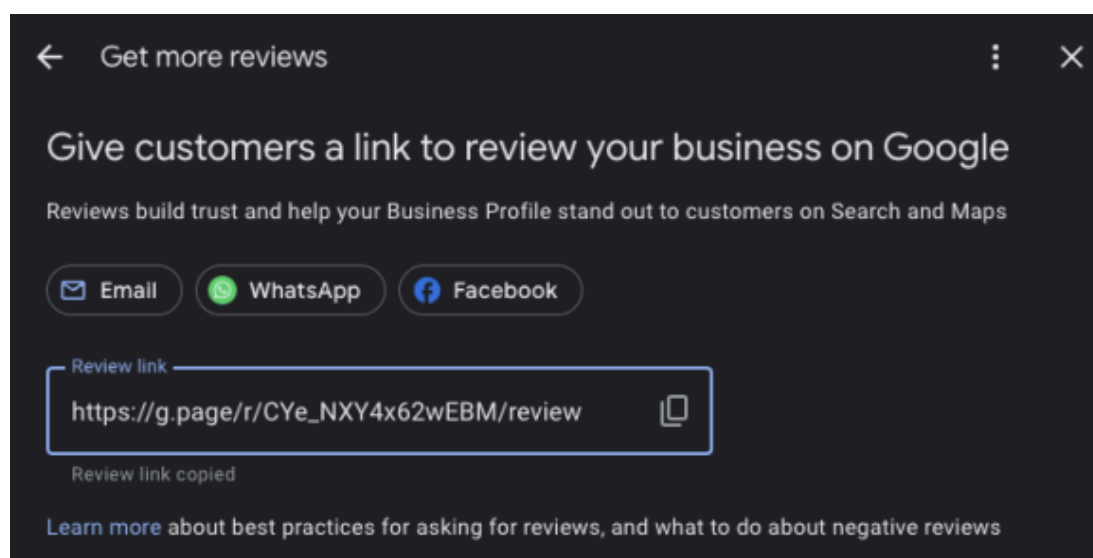 Get more reviews
Give customers a link to review your business on Google
Reviews build trust and help your Business Profile stand out to customers on Search and Maps
Email WhatsApp Facebook
Review link
https://g.page/r/CYe_NXY4x62wEBM/review
Review link copied
Learn more about best practices for asking for reviews, and what to do about negative reviews